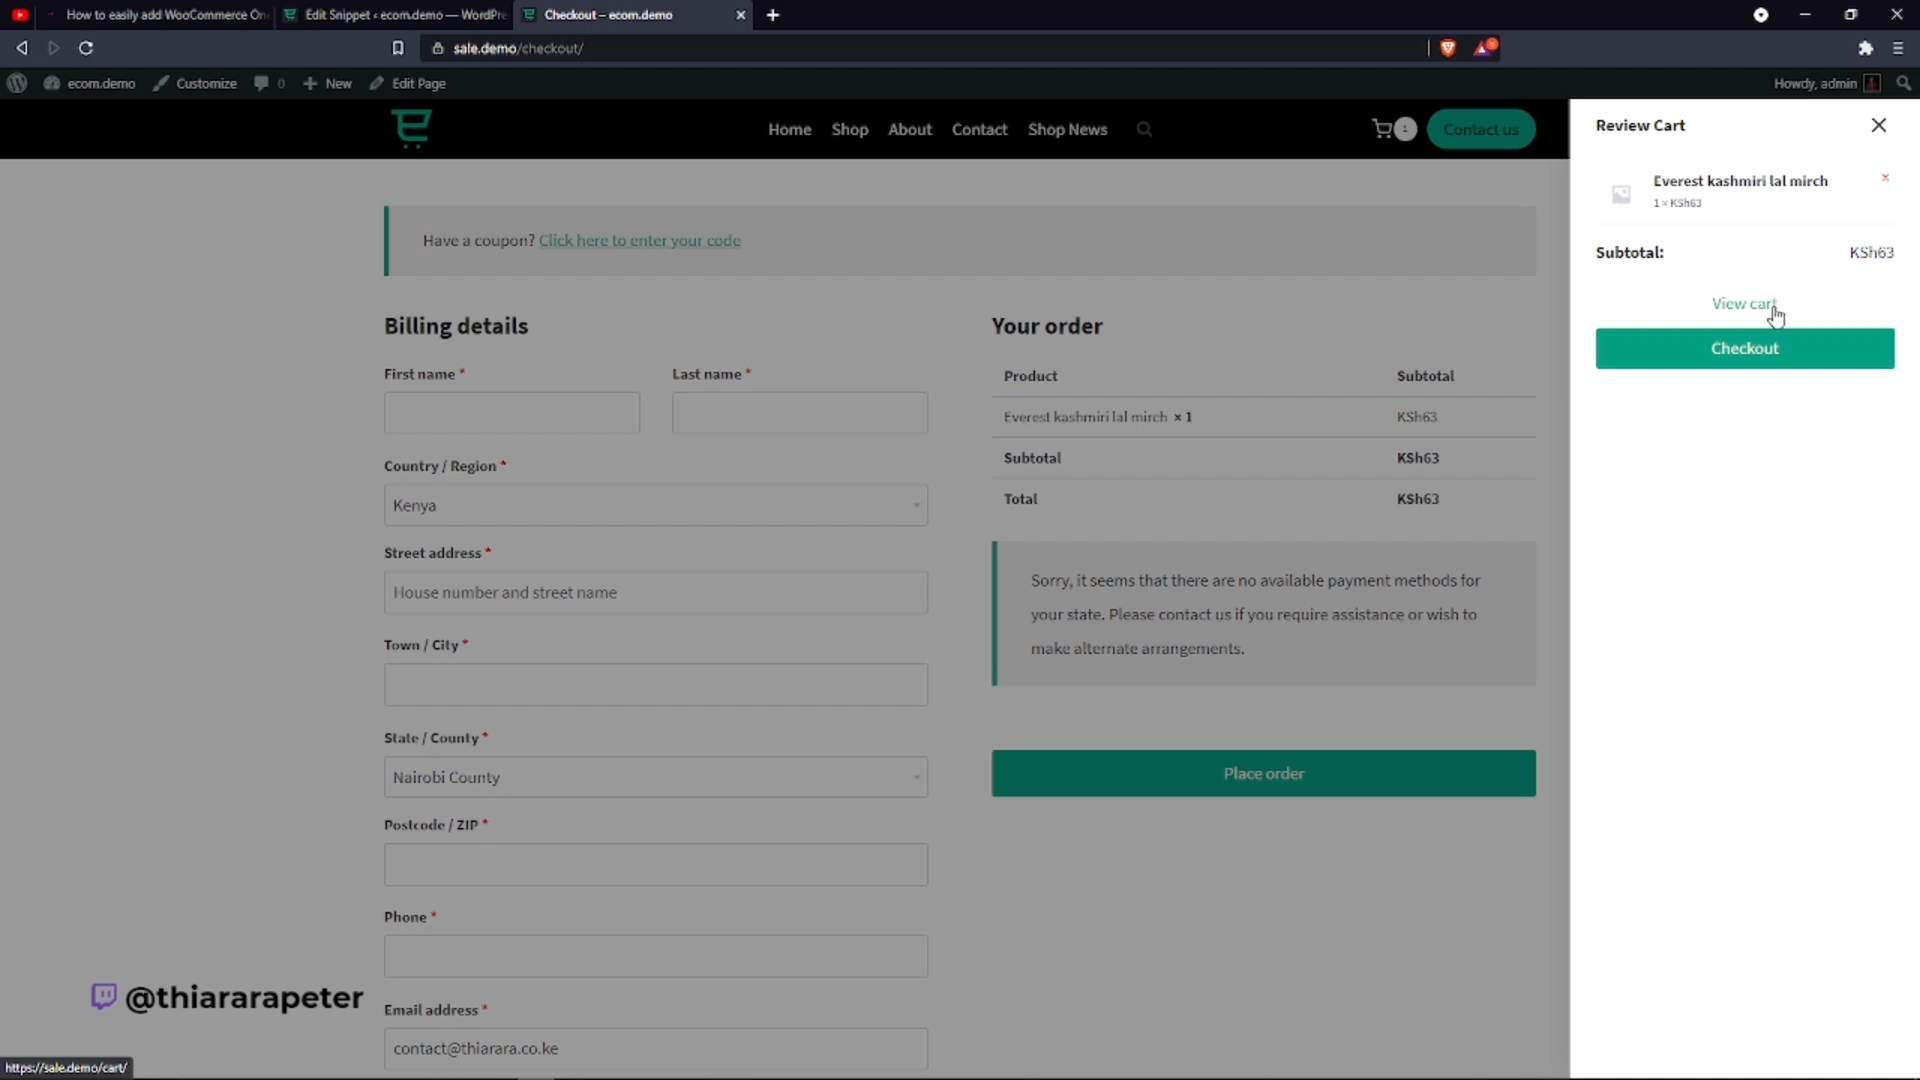 How to easily add WooCommerce On
Edit Snippet ‹ ecom.demo — WordPre
Checkout – ecom.demo
sale.demo/checkout/
ecom.demo
Customize
0
New
Edit Page
Howdy, admin
Home
Shop
About
Contact
Shop News
1
Contact us
Review Cart
Everest kashmiri lal mirch
1 × KSh63
Subtotal:
KSh63
View cart
Checkout
Have a coupon? Click here to enter your code
Billing details
First name *
Last name *
Country / Region *
Kenya
Street address *
House number and street name
Town / City *
State / County *
Nairobi County
Postcode / ZIP *
Phone *
Email address *
contact@thiarara.co.ke
Your order
Product
Subtotal
Everest kashmiri lal mirch × 1
KSh63
Subtotal
KSh63
Total
KSh63
Sorry, it seems that there are no available payment methods for
your state. Please contact us if you require assistance or wish to
make alternate arrangements.
Place order
@thiararapeter
https://sale.demo/cart/